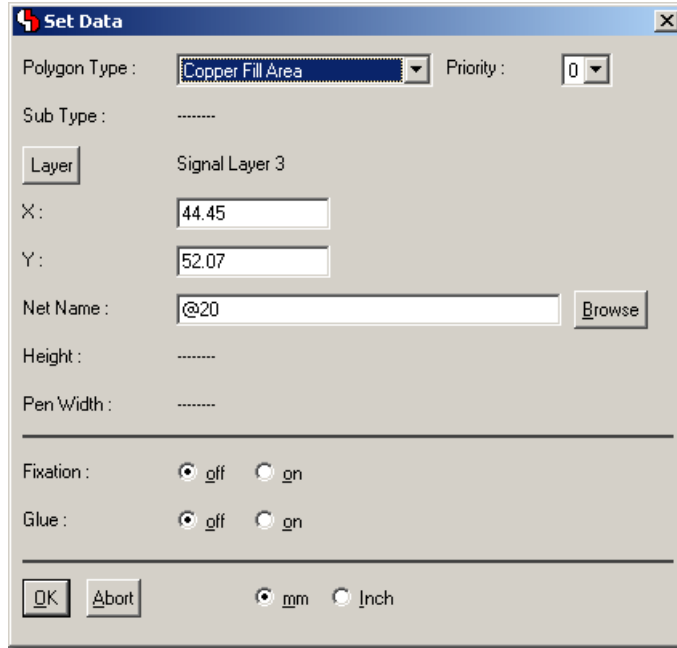 Set Data
Polygon Type : Copper Fill Area Priority : 0
Sub Type : --------
Layer Signal Layer 3
X : 44.45
Y : 52.07
Net Name : @20 Browse
Height : --------
Pen Width : --------
Fixation : off on
Glue : off on
OK Abort mm Inch